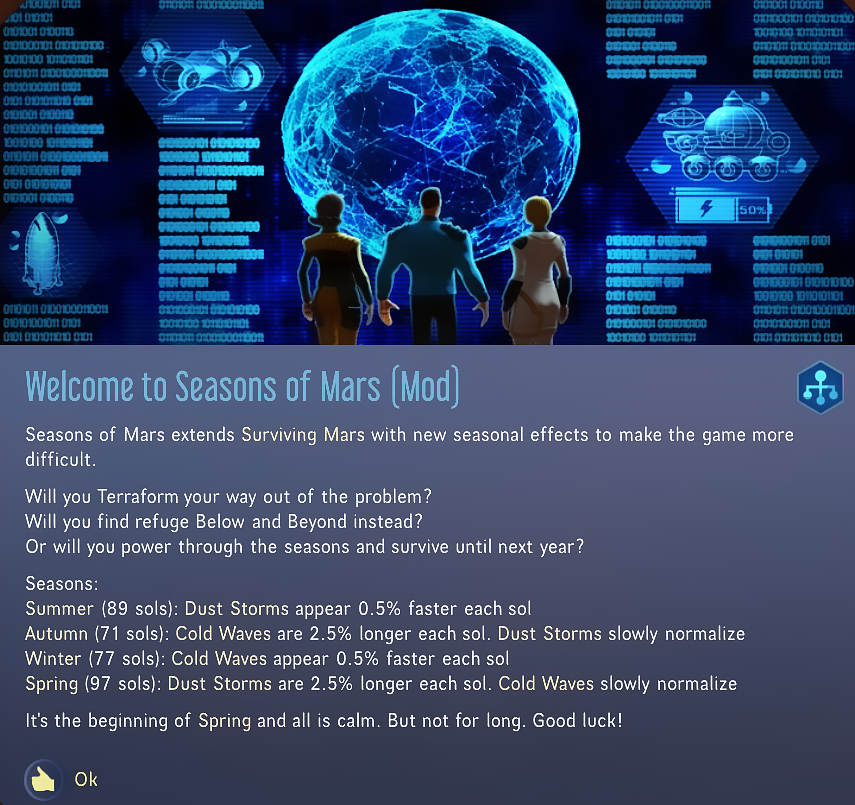 50%
Welcome to Seasons of Mars (Mod)
Seasons of Mars extends Surviving Mars with new seasonal effects to make the game more
difficult.
Will you Terraform your way out of the problem?
Will you find refuge Below and Beyond instead?
Or will you power through the seasons and survive until next year?
Seasons:
Summer (89 sols): Dust Storms appear 0.5% faster each sol
Autumn (71 sols): Cold Waves are 2.5% longer each sol. Dust Storms slowly normalize
Winter (77 sols): Cold Waves appear 0.5% faster each sol
Spring (97 sols): Dust Storms are 2.5% longer each sol. Cold Waves slowly normalize
It's the beginning of Spring and all is calm. But not for long. Good luck!
Ok